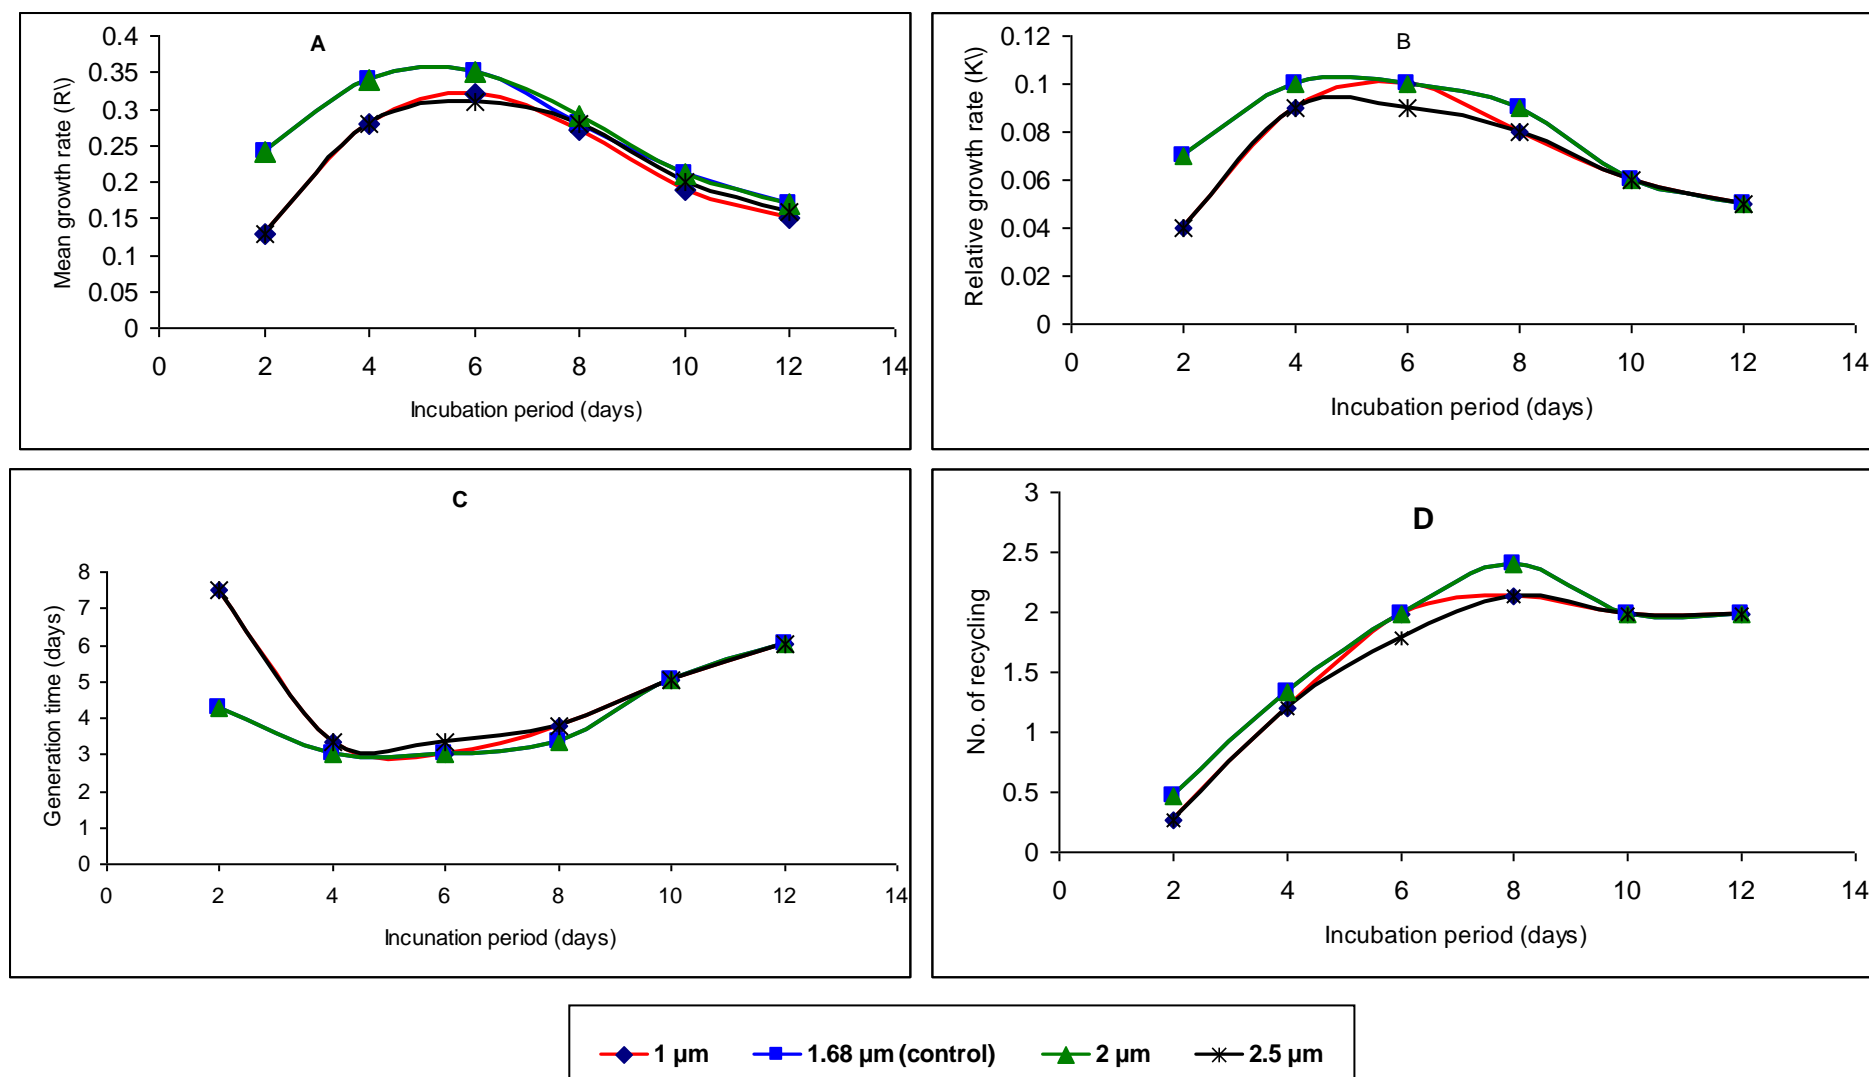 A
Mean growth rate (R\)
0.4
0.35
0.3
0.25
0.2
0.15
0.1
0.05
0
0 2 4 6 8 10 12 14
Incubation period (days)
B
Relative growth rate (K\)
0.12
0.1
0.08
0.06
0.04
0.02
0
0 2 4 6 8 10 12 14
Incubation period (days)
C
Generation time (days)
8
7
6
5
4
3
2
1
0
0 2 4 6 8 10 12 14
Incunation period (days)
D
No. of recycling
3
2.5
2
1.5
1
0.5
0
0 2 4 6 8 10 12 14
Incubation period (days)
1 µm 1.68 µm (control) 2 µm 2.5 µm